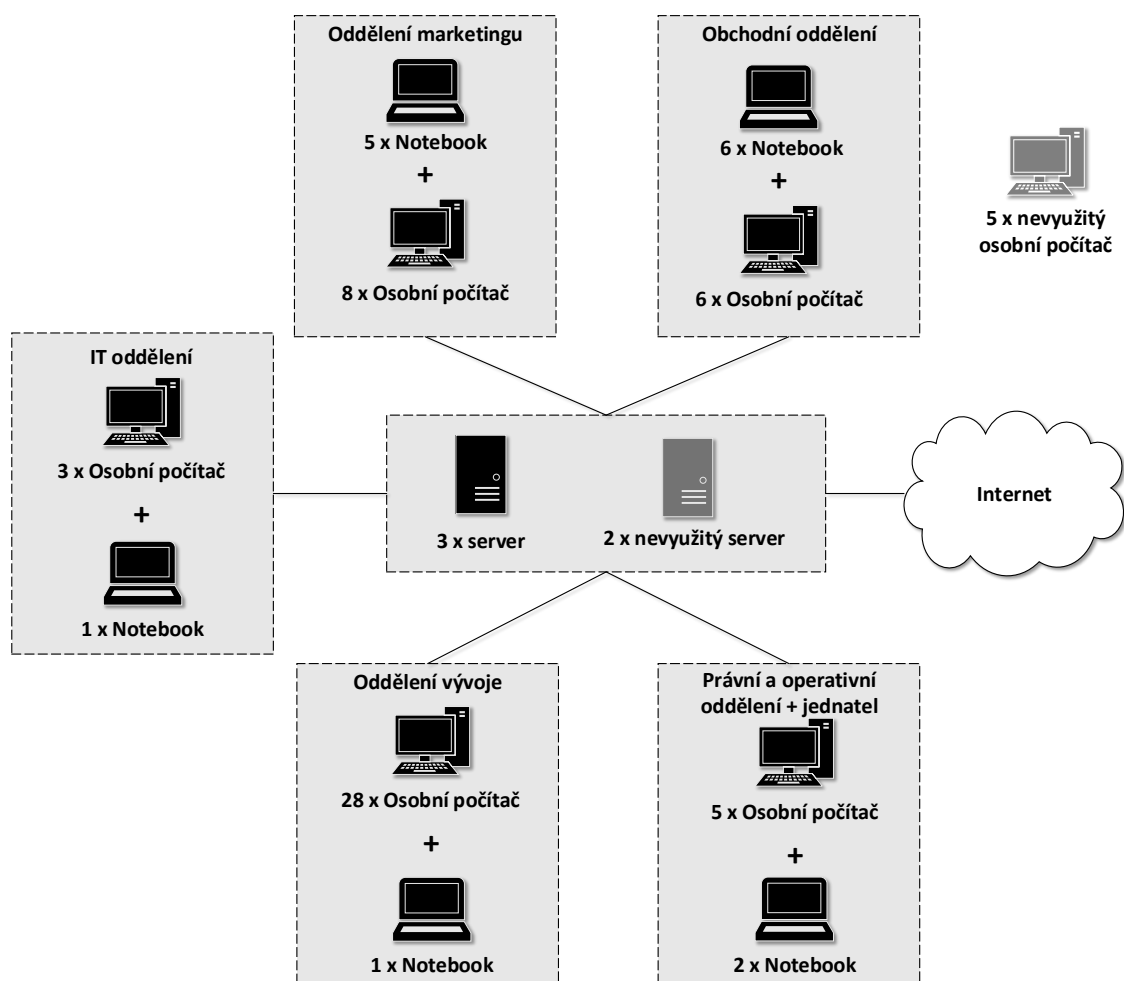 Oddělení marketingu
5 x Notebook
+
8 x Osobní počítač
Obchodní oddělení
6 x Notebook
+
6 x Osobní počítač
5 x nevyužitý
osobní počítač
IT oddělení
3 x Osobní počítač
+
1 x Notebook
3 x server
2 x nevyužitý server
Internet
Oddělení vývoje
28 x Osobní počítač
+
1 x Notebook
Právní a operativní
oddělení + jednatel
5 x Osobní počítač
+
2 x Notebook